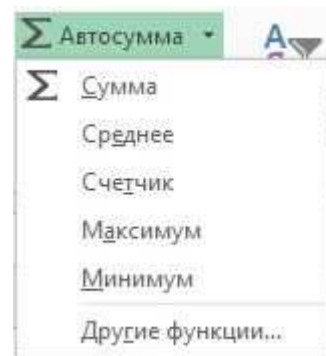 Σ Автосумма
Σ Сумма
Среднее
Счетчик
Максимум
Минимум
Другие функции...